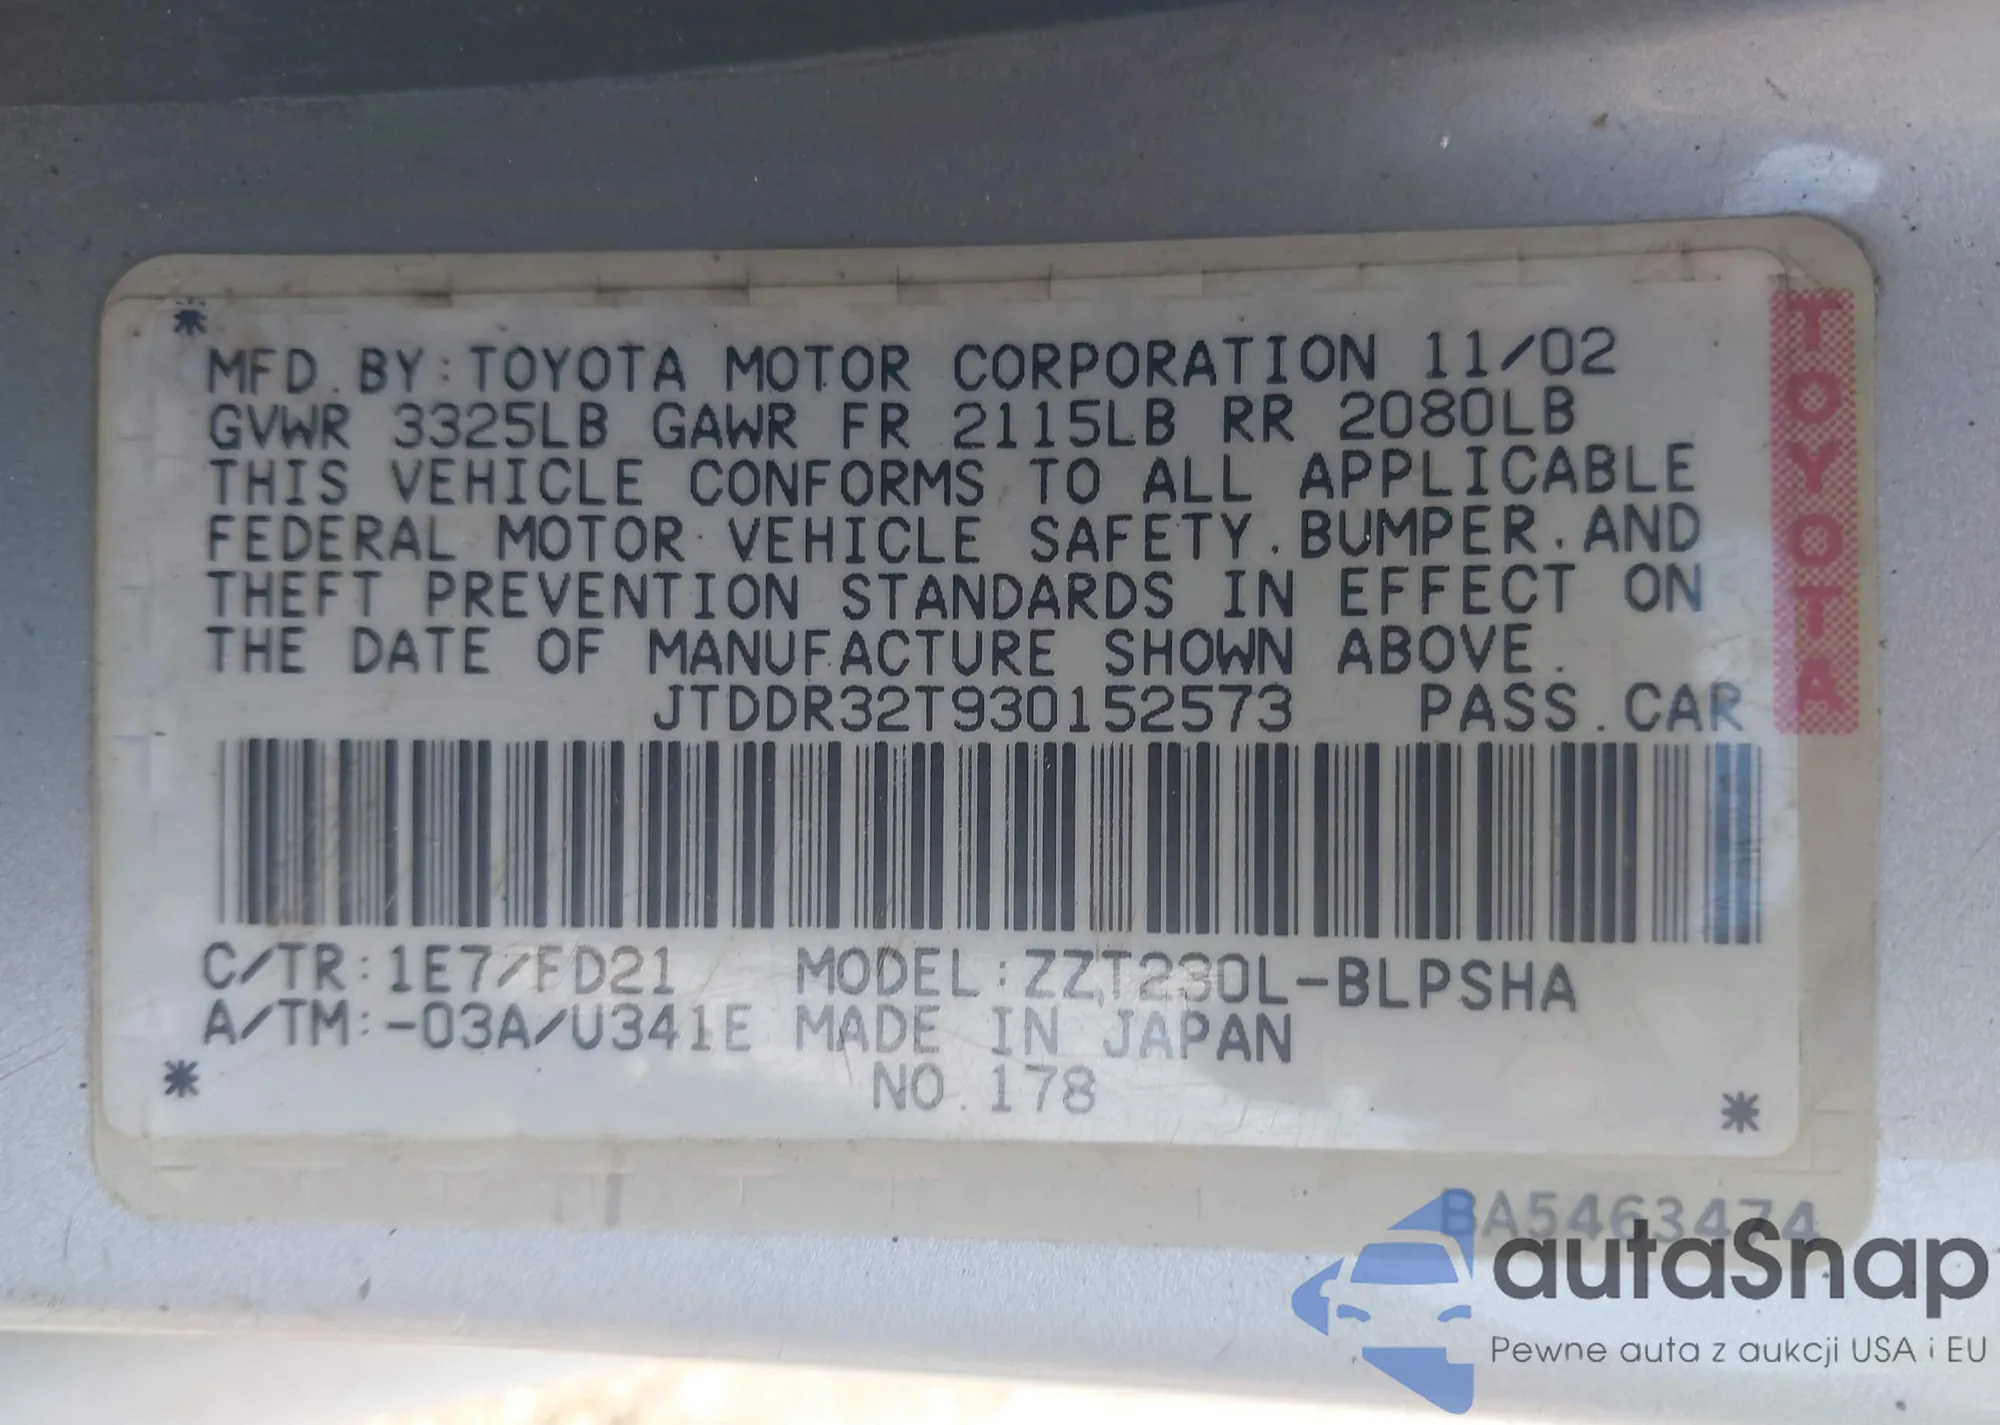 MFD. BY: TOYOTA MOTOR CORPORATION 11/02
GVWR 3325LB GAWR FR 2115LB RR 2080LB
THIS VEHICLE CONFORMS TO ALL APPLICABLE
FEDERAL MOTOR VEHICLE SAFETY. BUMPER. AND
THEFT PREVENTION STANDARDS IN EFFECT ON
THE DATE OF MANUFACTURE SHOWN ABOVE.
JTDDR32T930152573 PASS. CAR
C/TR: 1E7/FD21 MODEL: ZZT230L-BLPSHA
A/TM: -03A/U341E MADE IN JAPAN
NO. 178
TOYOTA
BA5463474
autaSnap
Pewne auta z aukcji USA i EU